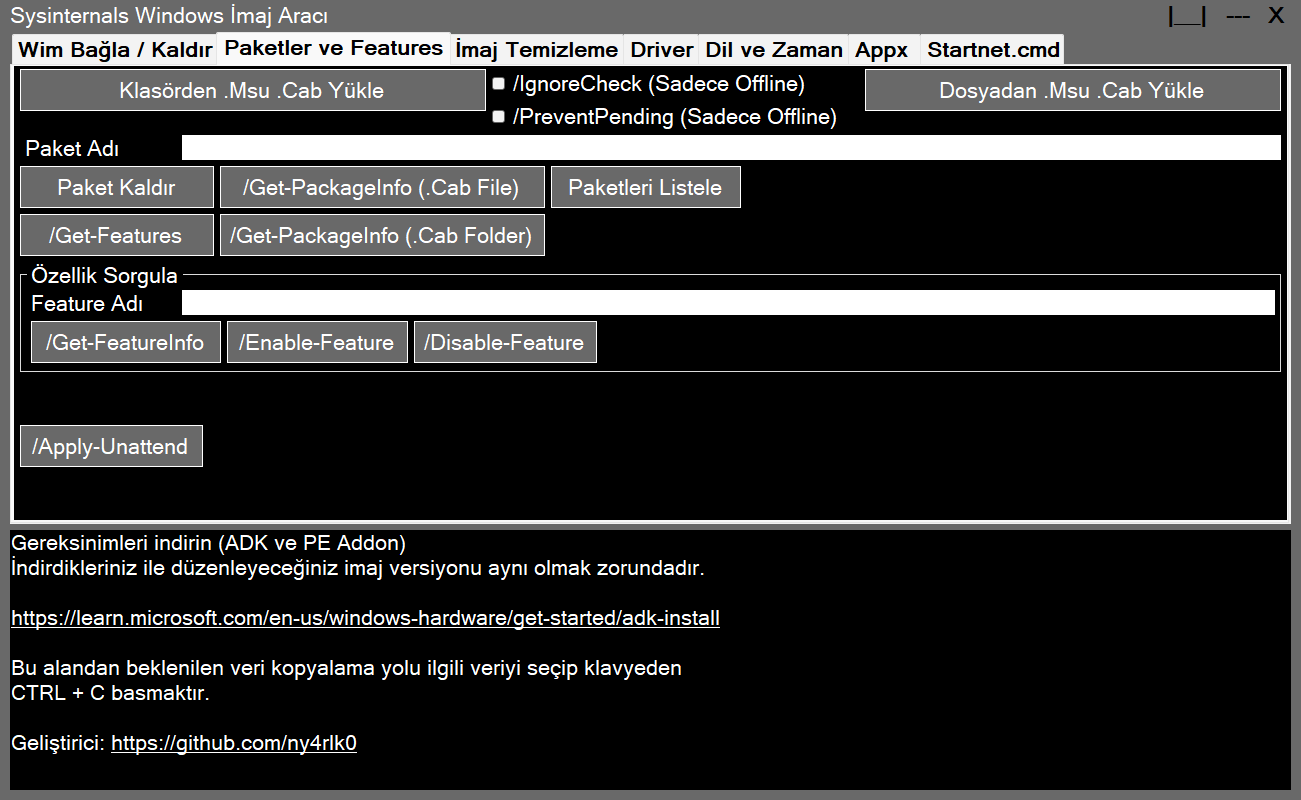 Sysinternals Windows İmaj Aracı
|__| --- X
Wim Bağla / Kaldır Paketler ve Features İmaj Temizleme Driver Dil ve Zaman Appx Startnet.cmd
Klasörden .Msu .Cab Yükle /IgnoreCheck (Sadece Offline) Dosyadan .Msu .Cab Yükle
/PreventPending (Sadece Offline)
Paket Adı
Paket Kaldır /Get-PackageInfo (.Cab File) Paketleri Listele
/Get-Features /Get-PackageInfo (.Cab Folder)
Özellik Sorgula
Feature Adı
/Get-FeatureInfo /Enable-Feature /Disable-Feature
/Apply-Unattend
Gereksinimleri indirin (ADK ve PE Addon)
İndirdikleriniz ile düzenleyeceğiniz imaj versiyonu aynı olmak zorundadır.
https://learn.microsoft.com/en-us/windows-hardware/get-started/adk-install
Bu alandan beklenilen veri kopyalama yolu ilgili veriyi seçip klavyeden
CTRL + C basmaktır.
Geliştirici: https://github.com/ny4rlk0